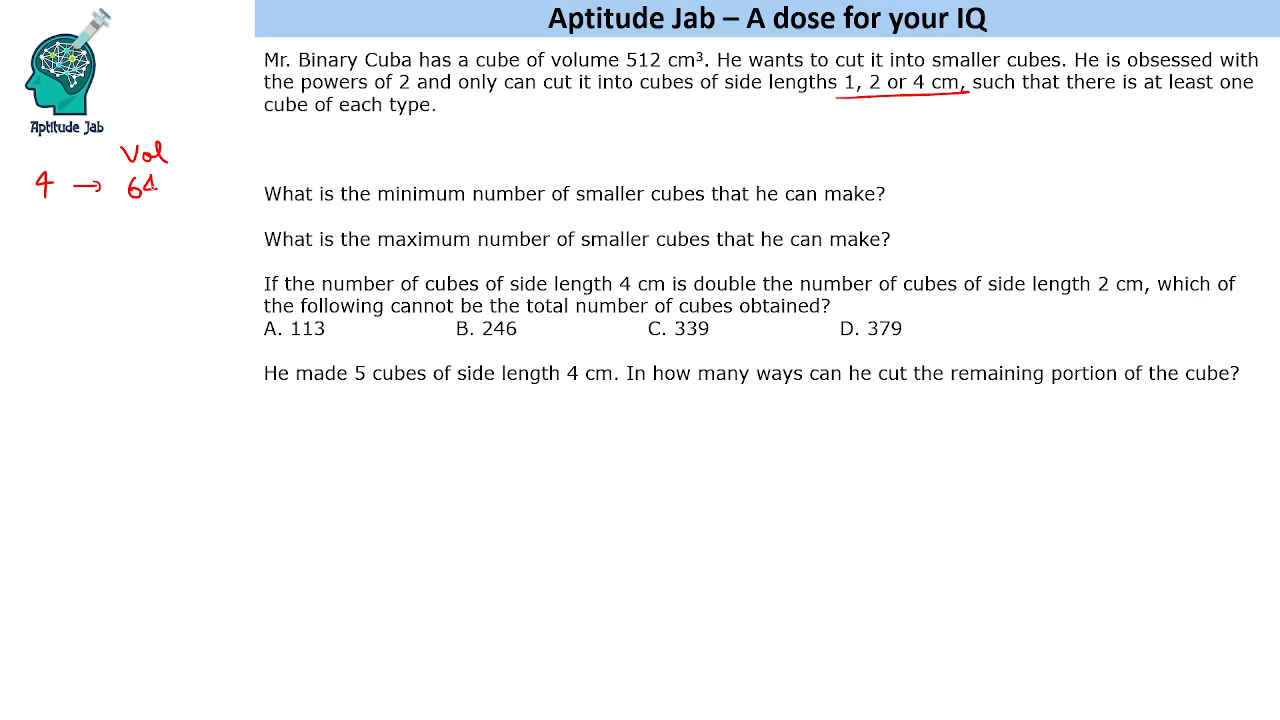 Aptitude Jab – A dose for your IQ
Mr. Binary Cuba has a cube of volume 512 cm³. He wants to cut it into smaller cubes. He is obsessed with
the powers of 2 and only can cut it into cubes of side lengths 1, 2 or 4 cm, such that there is at least one
cube of each type.
Aptitude Jab
Vol
4 → 64
What is the minimum number of smaller cubes that he can make?
What is the maximum number of smaller cubes that he can make?
If the number of cubes of side length 4 cm is double the number of cubes of side length 2 cm, which of
the following cannot be the total number of cubes obtained?
A. 113 B. 246 C. 339 D. 379
He made 5 cubes of side length 4 cm. In how many ways can he cut the remaining portion of the cube?